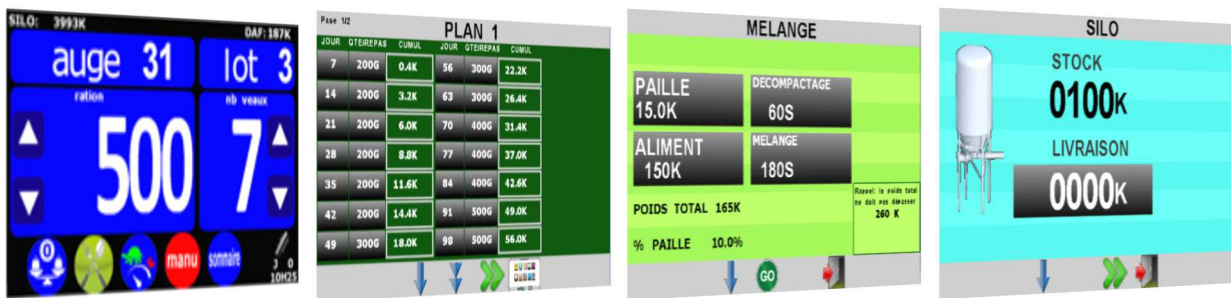 SILO: 3993K
DAF: 187K
auge 31
lot 3
ration
nb veaux
500
7
manu
sommaire
J 0
10H25
Page 1/2
PLAN 1
JOUR QTE/REPAS CUMUL JOUR QTE/REPAS CUMUL
7 200G 0.4K 56 300G 22.2K
14 200G 3.2K 63 300G 26.4K
21 200G 6.0K 70 400G 31.4K
28 200G 8.8K 77 400G 37.0K
35 200G 11.6K 84 400G 42.6K
42 200G 14.4K 91 500G 49.0K
49 300G 18.0K 98 500G 56.0K
MELANGE
PAILLE
15.0K
DECOMPACTAGE
60S
ALIMENT
150K
MELANGE
180S
POIDS TOTAL 165K
% PAILLE 10.0%
Rappel: le poids total
ne doit pas dépasser
260 K
GO
SILO
STOCK
0100K
LIVRAISON
0000K